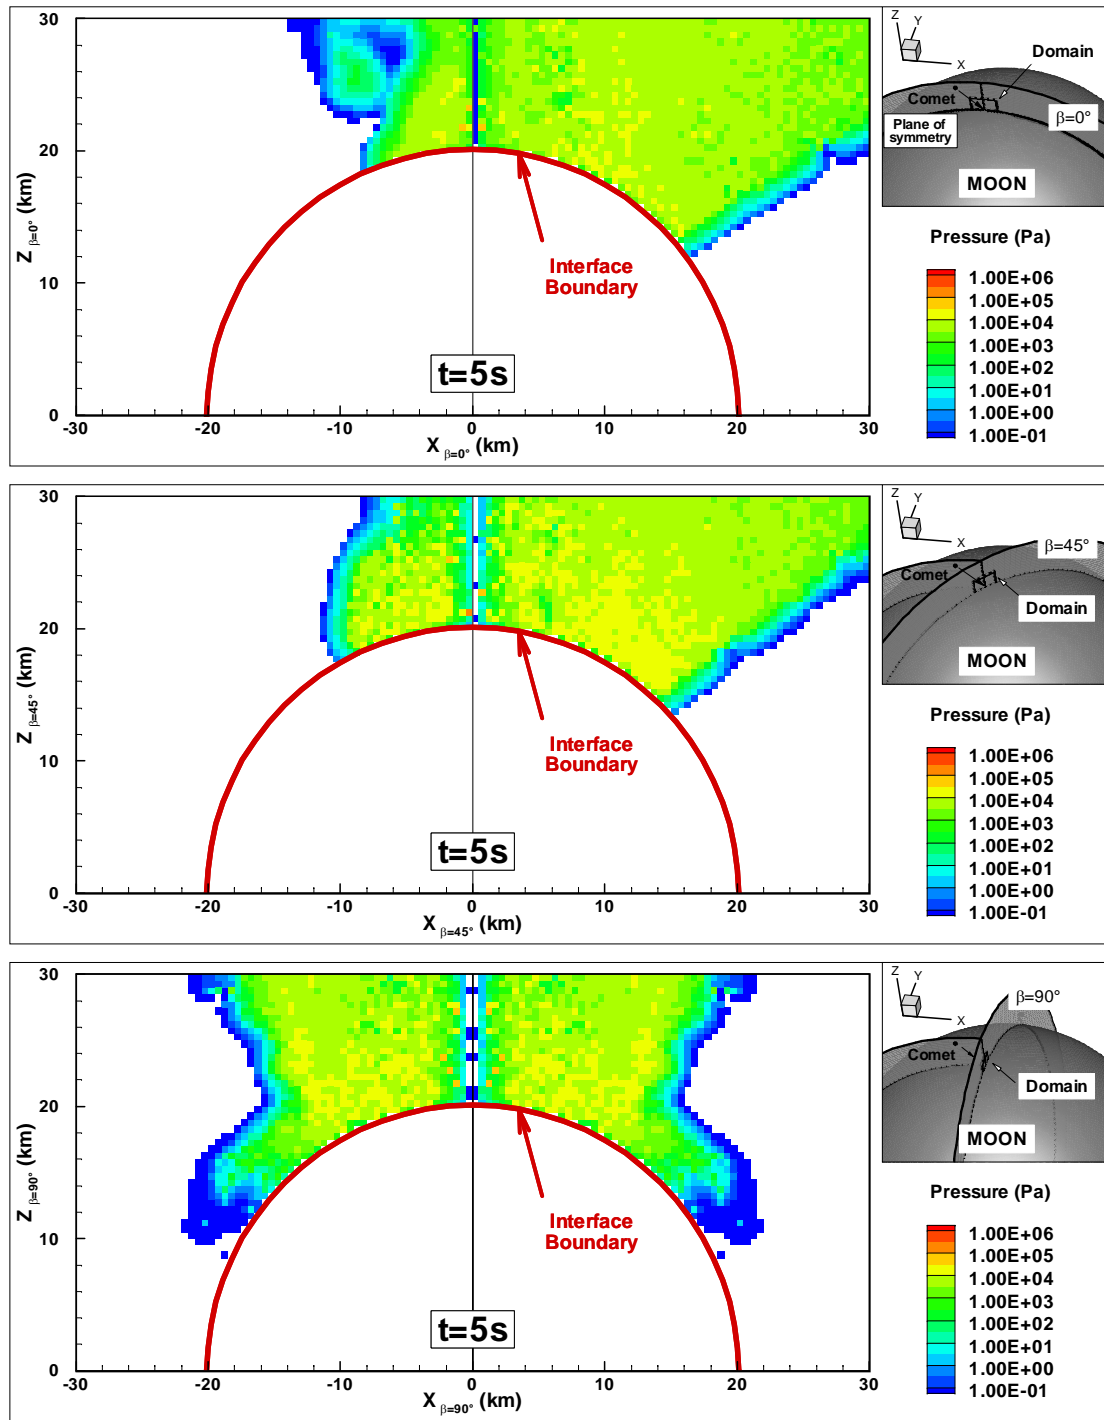 30
20
10
0
Z β=0° (km)
-30 -20 -10 0 10 20 30
X β=0° (km)
Interface
Boundary
t=5s
Z
Y
X
Domain
Comet
β=0°
Plane of
symmetry
MOON
Pressure (Pa)
1.00E+06
1.00E+05
1.00E+04
1.00E+03
1.00E+02
1.00E+01
1.00E+00
1.00E-01
30
20
10
0
Z β=45° (km)
-30 -20 -10 0 10 20 30
X β=45° (km)
Interface
Boundary
t=5s
Z
Y
X
β=45°
Comet
Domain
MOON
Pressure (Pa)
1.00E+06
1.00E+05
1.00E+04
1.00E+03
1.00E+02
1.00E+01
1.00E+00
1.00E-01
30
20
10
0
Z β=90° (km)
-30 -20 -10 0 10 20 30
X β=90° (km)
Interface
Boundary
t=5s
Z
Y
X
β=90°
Comet
Domain
MOON
Pressure (Pa)
1.00E+06
1.00E+05
1.00E+04
1.00E+03
1.00E+02
1.00E+01
1.00E+00
1.00E-01